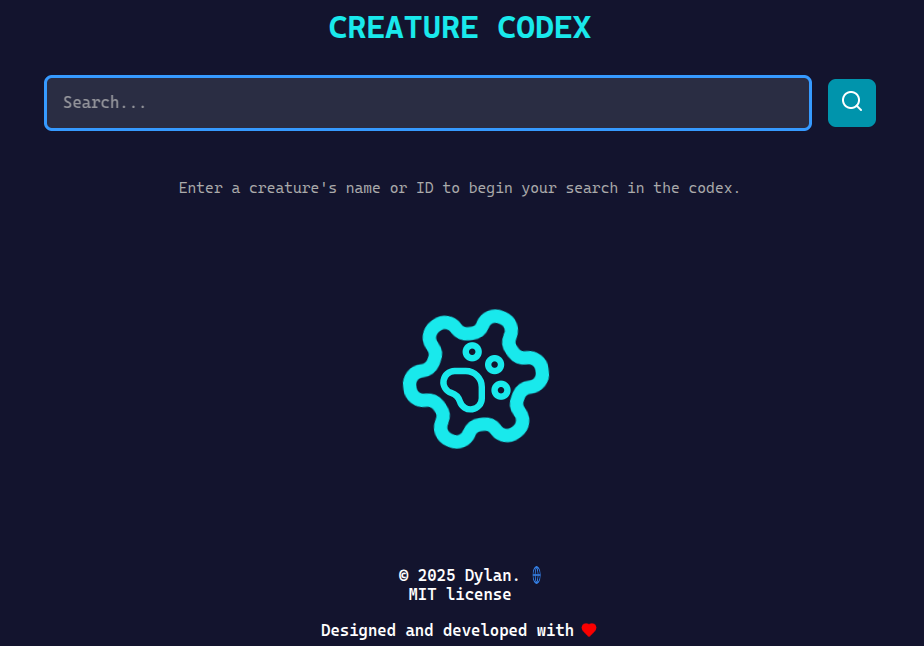 CREATURE CODEX
Search...
Enter a creature's name or ID to begin your search in the codex.
© 2025 Dylan.
MIT license
Designed and developed with